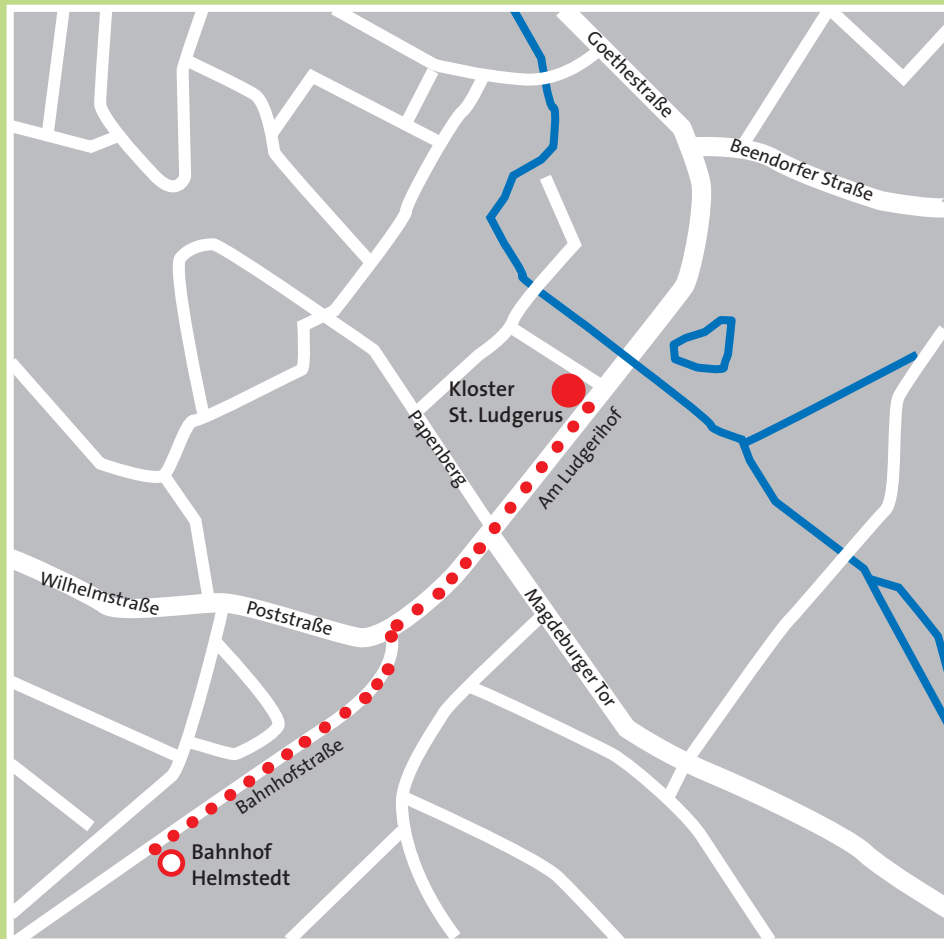 Goethestraße
Beendorfer Straße
Kloster
St. Ludgerus
Papenberg
Am Ludgerihof
Wilhelmstraße
Poststraße
Magdeburger Tor
Bahnhofstraße
Bahnhof
Helmstedt